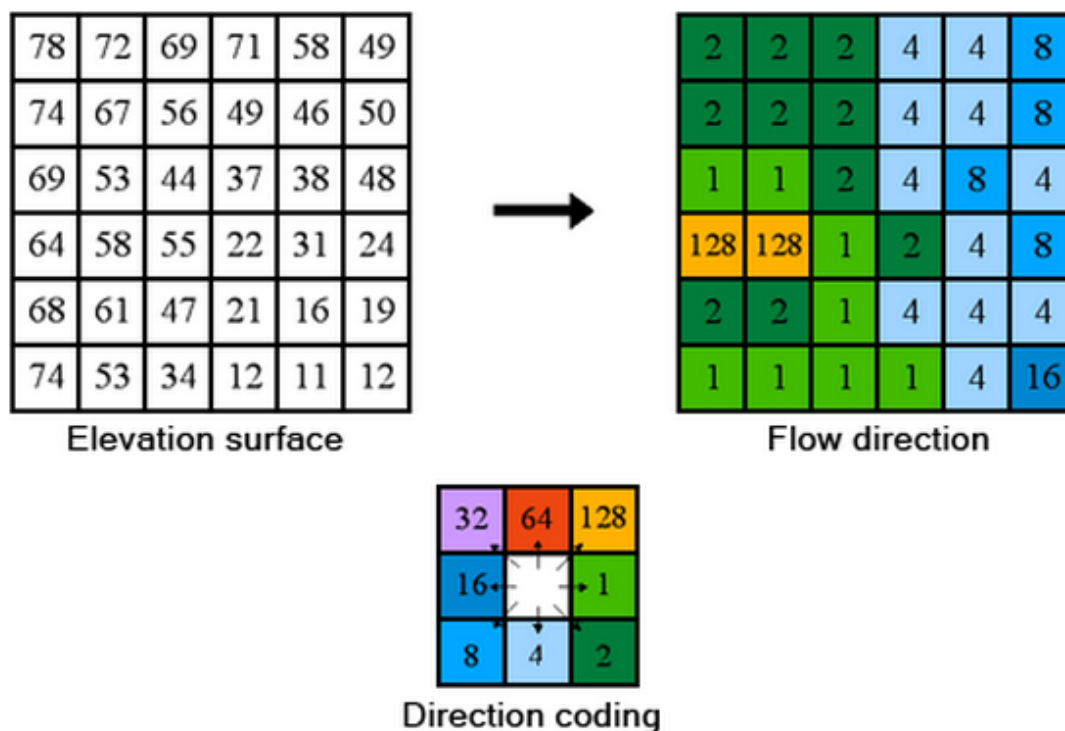 78 72 69 71 58 49 2 2 2 4 4 8
74 67 56 49 46 50 2 2 2 4 4 8
69 53 44 37 38 48 1 1 2 4 8 4
64 58 55 22 31 24 128 128 1 2 4 8
68 61 47 21 16 19 2 2 1 4 4 4
74 53 34 12 11 12 1 1 1 1 4 16
Elevation surface Flow direction
32 64 128
16 1
8 4 2
Direction coding